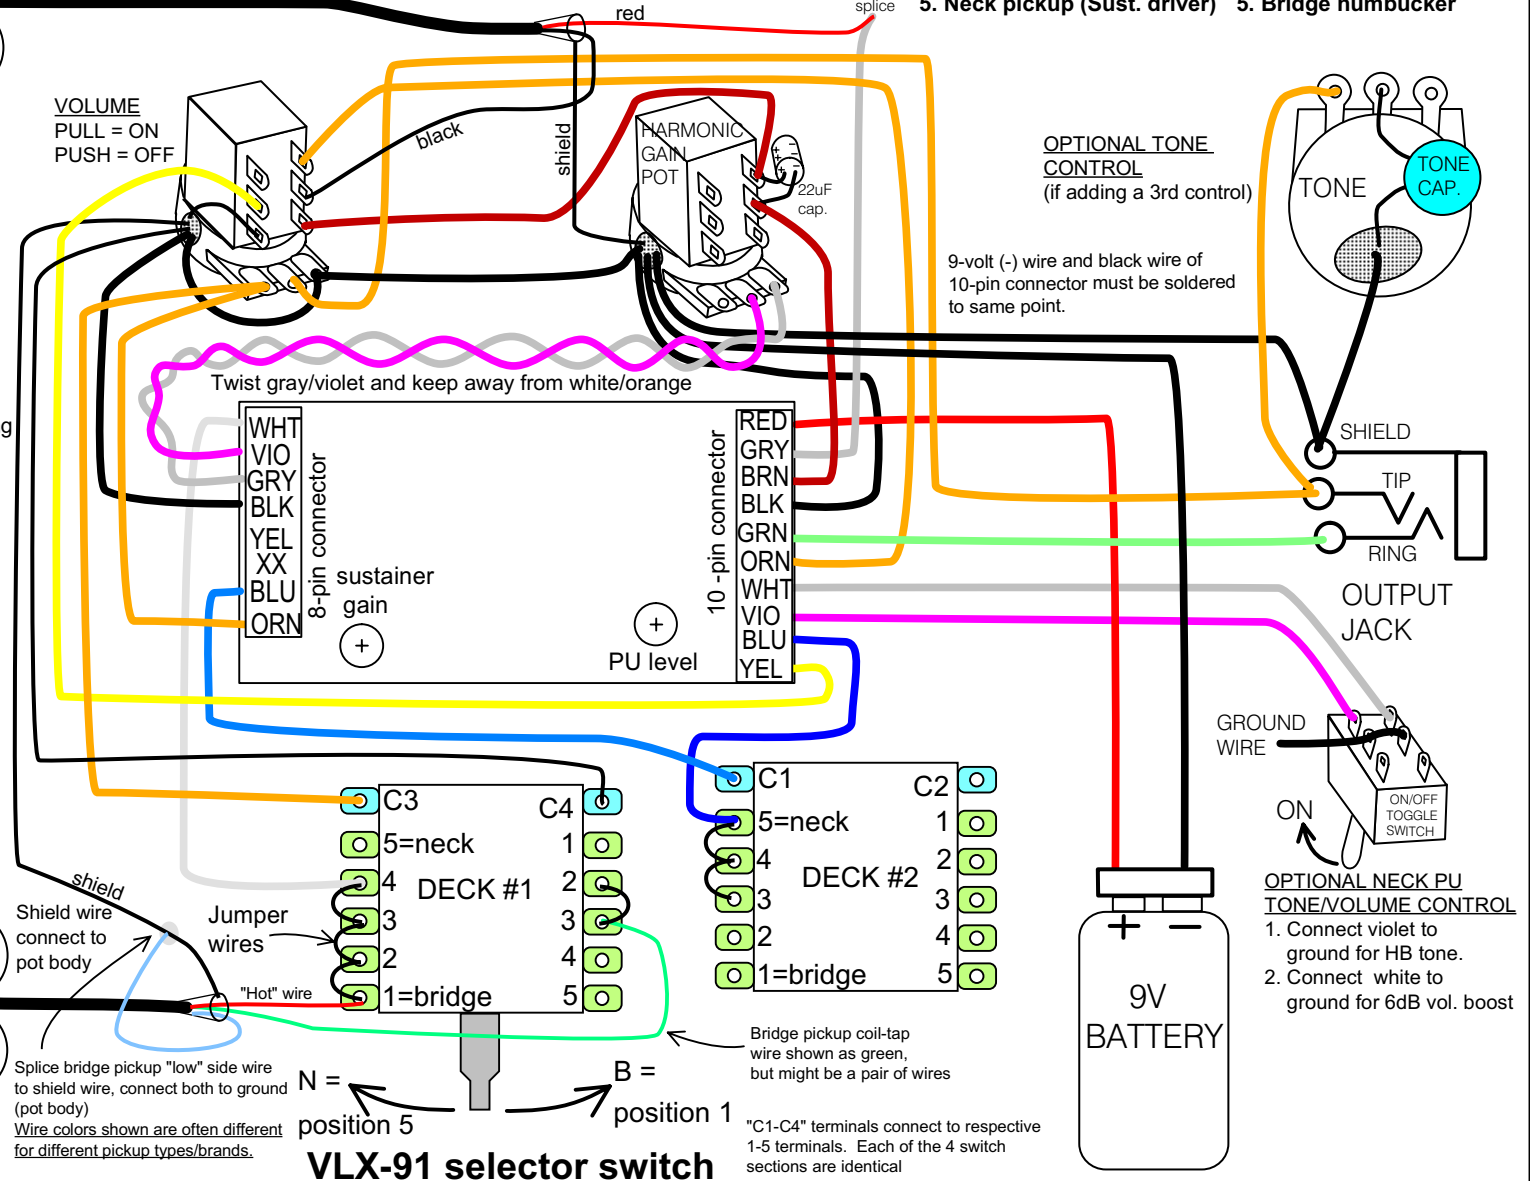 splice
5. Neck pickup (Sust. driver)
5. Bridge humbucker
red
VOLUME
PULL = ON
PUSH = OFF
black
shield
HARMONIC
GAIN
POT
22uF
cap.
OPTIONAL TONE
CONTROL
(if adding a 3rd control)
TONE
TONE
CAP.
9-volt (-) wire and black wire of
10-pin connector must be soldered
to same point.
Twist gray/violet and keep away from white/orange
g
WHT
VIO
GRY
BLK
YEL
XX
BLU
ORN
8-pin connector
sustainer
gain
+
PU level
+
10 -pin connector
RED
GRY
BRN
BLK
GRN
ORN
WHT
VIO
BLU
YEL
SHIELD
TIP
RING
OUTPUT
JACK
GROUND
WIRE
ON
ON/OFF
TOGGLE
SWITCH
OPTIONAL NECK PU
TONE/VOLUME CONTROL
1. Connect violet to
ground for HB tone.
2. Connect white to
ground for 6dB vol. boost
C3
5=neck
4
3
2
1=bridge
DECK #1
C4
1
2
3
4
5
C1
5=neck
4
3
2
1=bridge
DECK #2
C2
1
2
3
4
5
+ −
9V
BATTERY
shield
Shield wire
connect to
pot body
Jumper
wires
"Hot" wire
Splice bridge pickup "low" side wire
to shield wire, connect both to ground
(pot body)
Wire colors shown are often different
for different pickup types/brands.
N =
position 5
B =
position 1
Bridge pickup coil-tap
wire shown as green,
but might be a pair of wires
"C1-C4" terminals connect to respective
1-5 terminals. Each of the 4 switch
sections are identical
VLX-91 selector switch